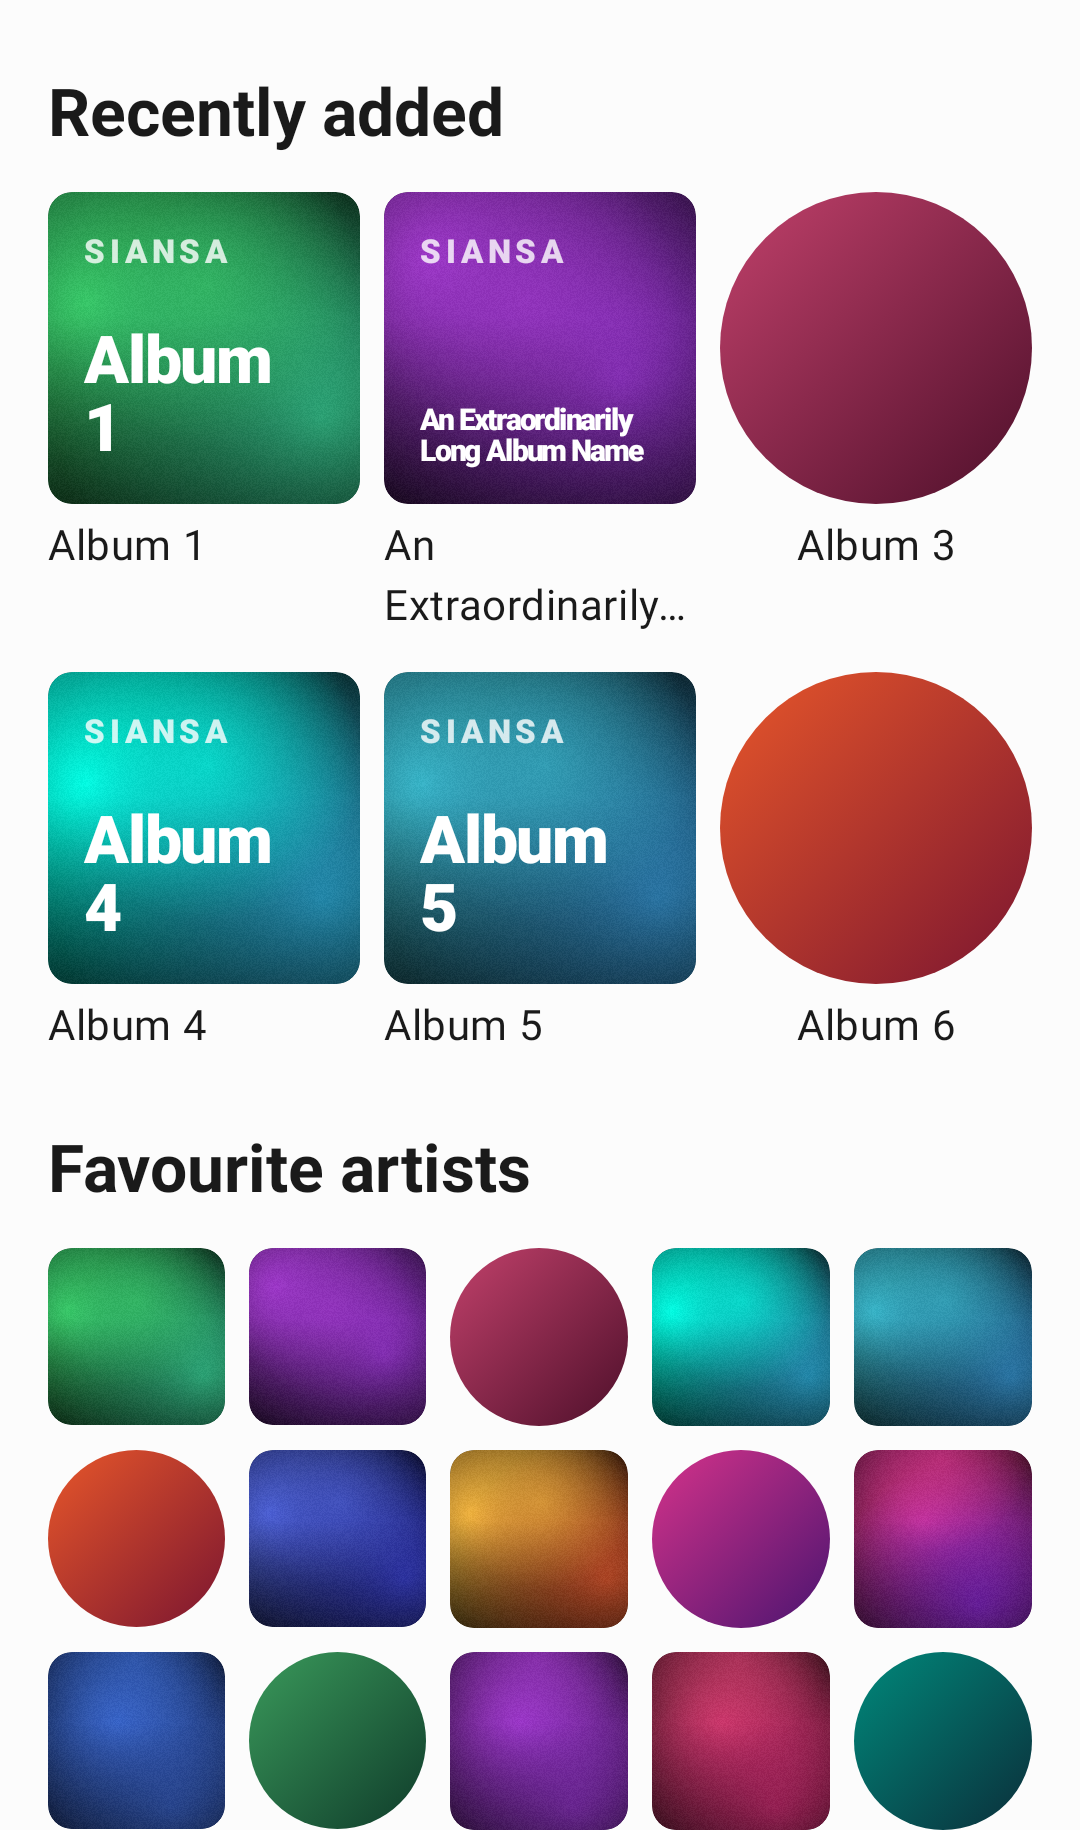 Recently added
SIANSA
Album
1
SIANSA
An Extraordinarily
Long Album Name
Album 1
An
Extraordinarily…
Album 3
SIANSA
Album
4
SIANSA
Album
5
Album 4
Album 5
Album 6
Favourite artists